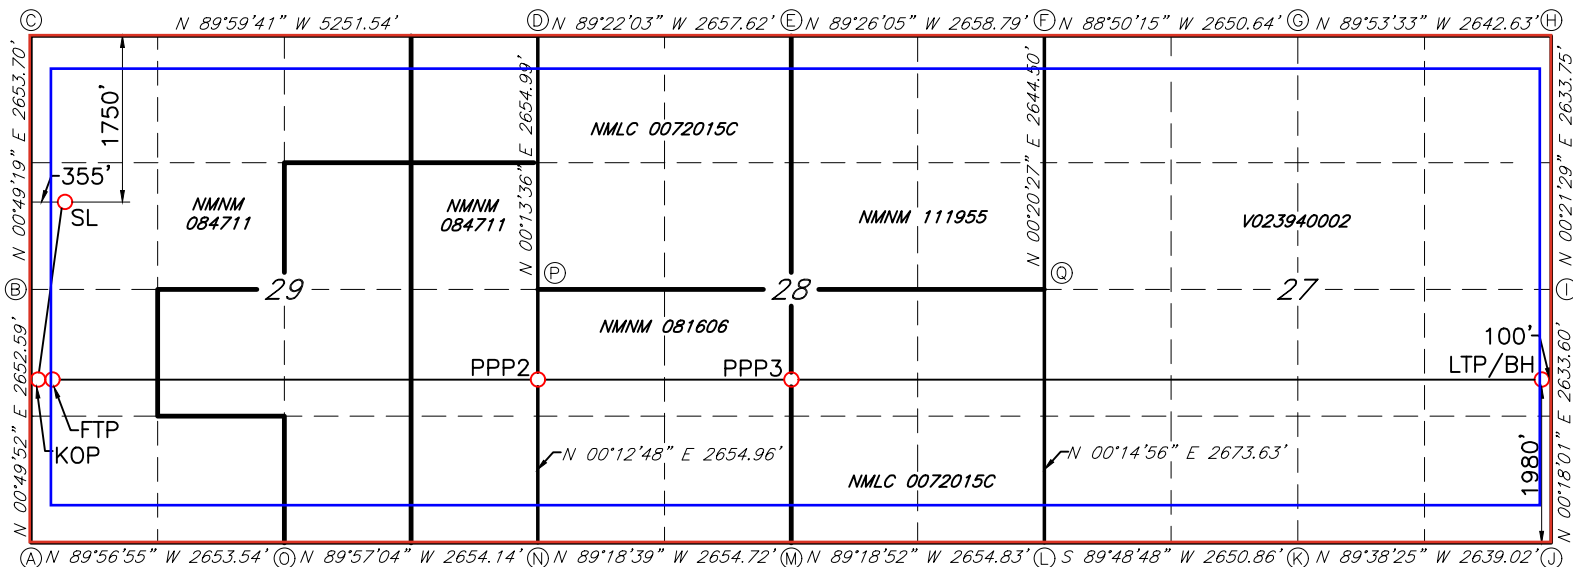 C N 89°59'41" W 5251.54' D N 89°22'03" W 2657.62' E N 89°26'05" W 2658.79' F S 88°50'15" W 2650.64' G N 89°53'33" W 2642.63' H
N 00°49'19" E 2653.70'
1750'
N 00°13'36" E 2654.99'
NMLC 0072015C
N 00°20'27" E 2644.50'
N 00°21'29" E 2633.75'
355'
SL
NMNM
084711
NMNM
084711
NMNM 111955
V023940002
B
29
P
28
Q
27
I
NMNM 081606
N 00°49'52" E 2652.59'
PPP2
PPP3
100'
LTP/BH
FTP
KOP
N 00°12'48" E 2654.96'
N 00°14'56" E 2673.63'
NMLC 0072015C
1980'
N 00°18'01" E 2633.60'
A N 89°56'55" W 2653.54' O N 89°57'04" W 2654.14' N N 89°18'39" W 2654.72' M N 89°18'52" W 2654.83' L S 89°48'48" W 2650.86' K N 89°38'25" W 2639.02' J